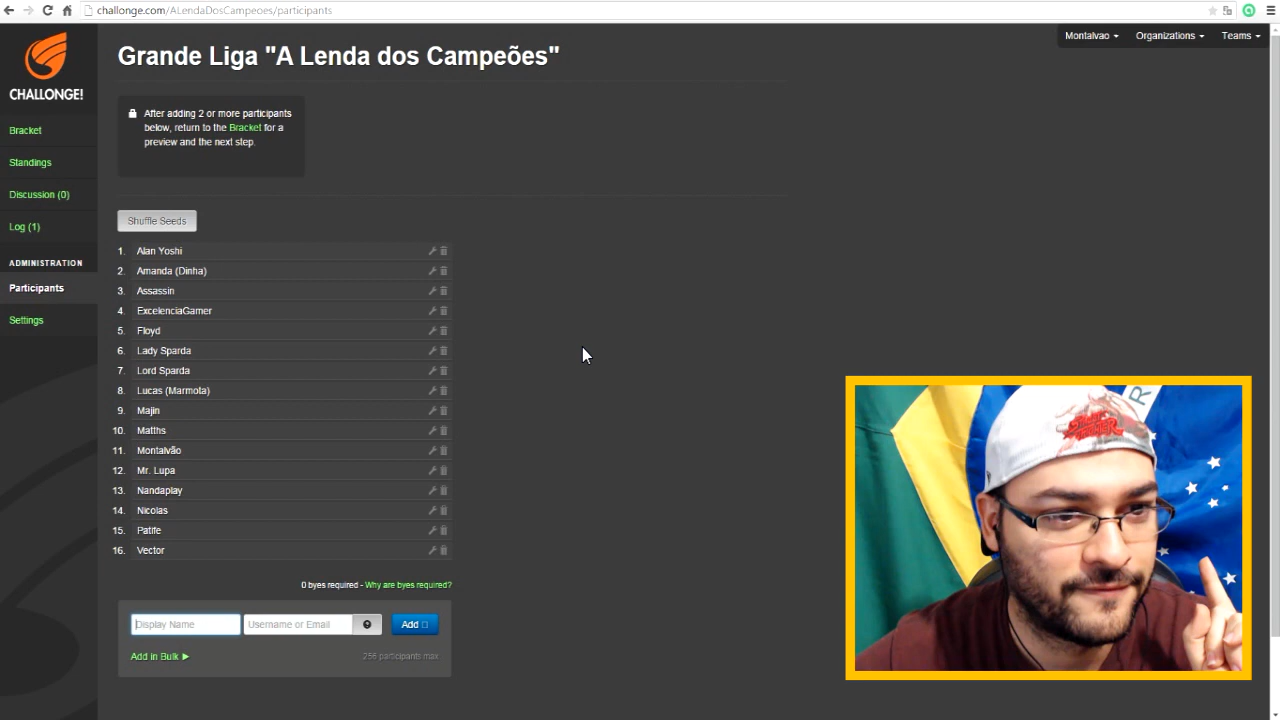 challonge.com/ALendaDosCampeoes/participants
Grande Liga "A Lenda dos Campeões"
Montalvao
Organizations
Teams
CHALLONGE!
Bracket
Standings
Discussion (0)
Log (1)
ADMINISTRATION
Participants
Settings
After adding 2 or more participants
below, return to the Bracket for a
preview and the next step.
Shuffle Seeds
1. Alan Yoshi
2. Amanda (Dinha)
3. Assassin
4. ExcelenciaGamer
5. Floyd
6. Lady Sparda
7. Lord Sparda
8. Lucas (Marmota)
9. Majin
10. Matths
11. Montalvão
12. Mr. Lupa
13. Nandaplay
14. Nicolas
15. Patife
16. Vector
0 byes required - Why are byes required?
Display Name
Username or Email
Add
Add in Bulk ►
256 participants max
R